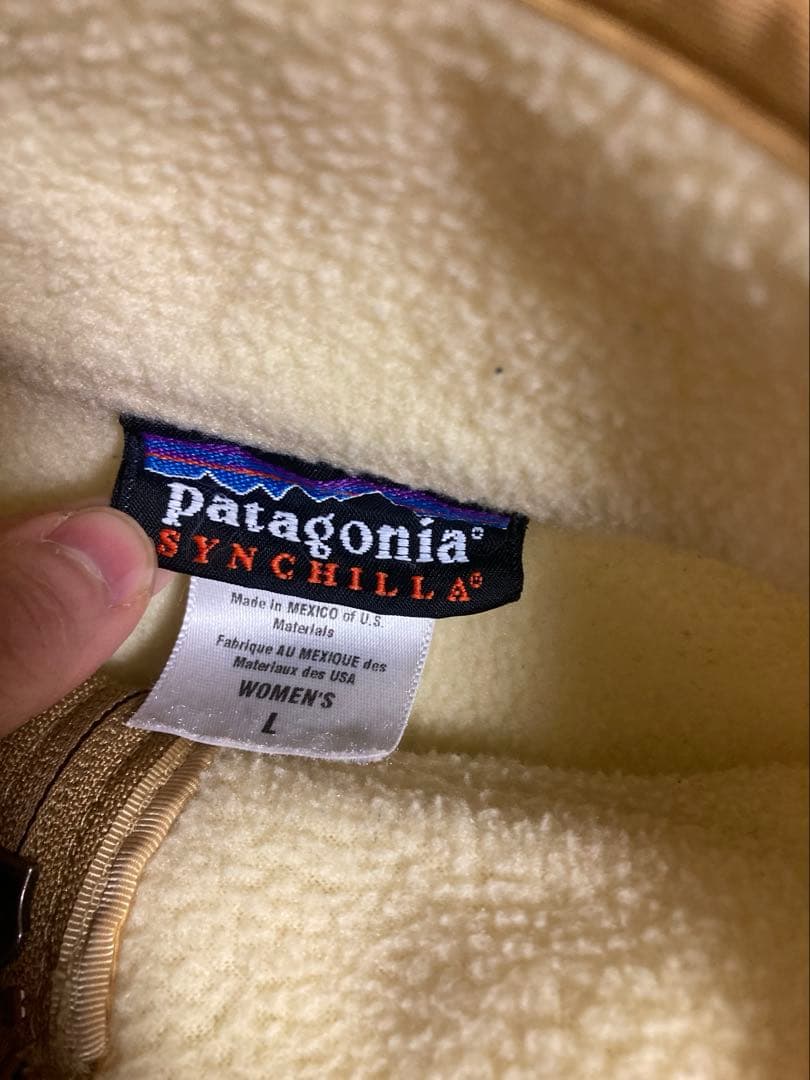 patagonia®
SYNCHILLA®
Made in MEXICO of U.S.
Materials
Fabrique AU MEXIQUE des
Materiaux des USA
WOMEN'S
L